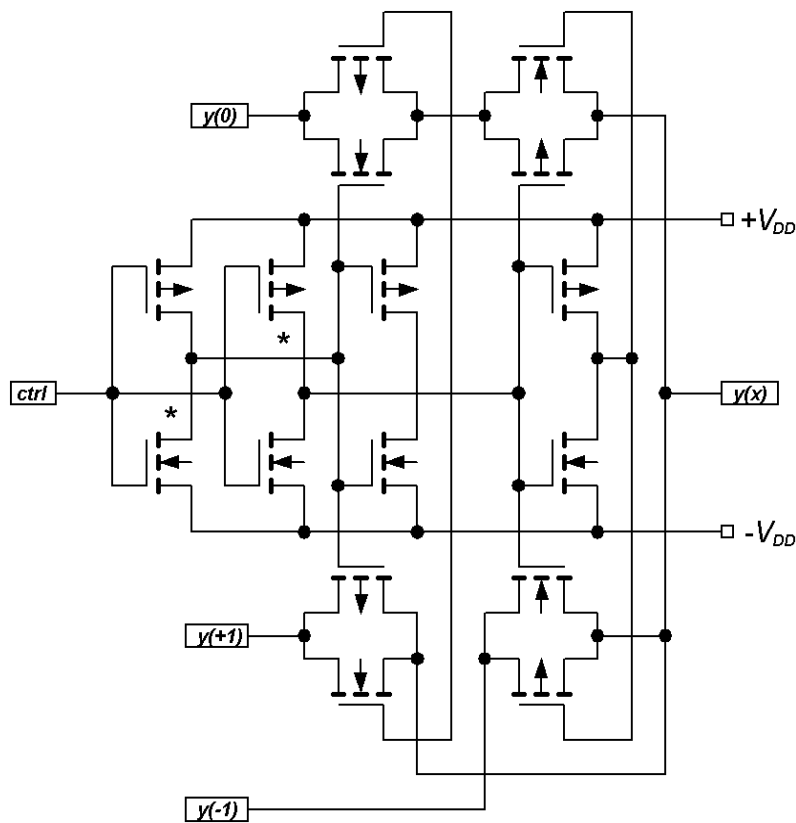 y(0)
+VDD
*
ctrl
*
y(x)
-VDD
y(+1)
y(-1)